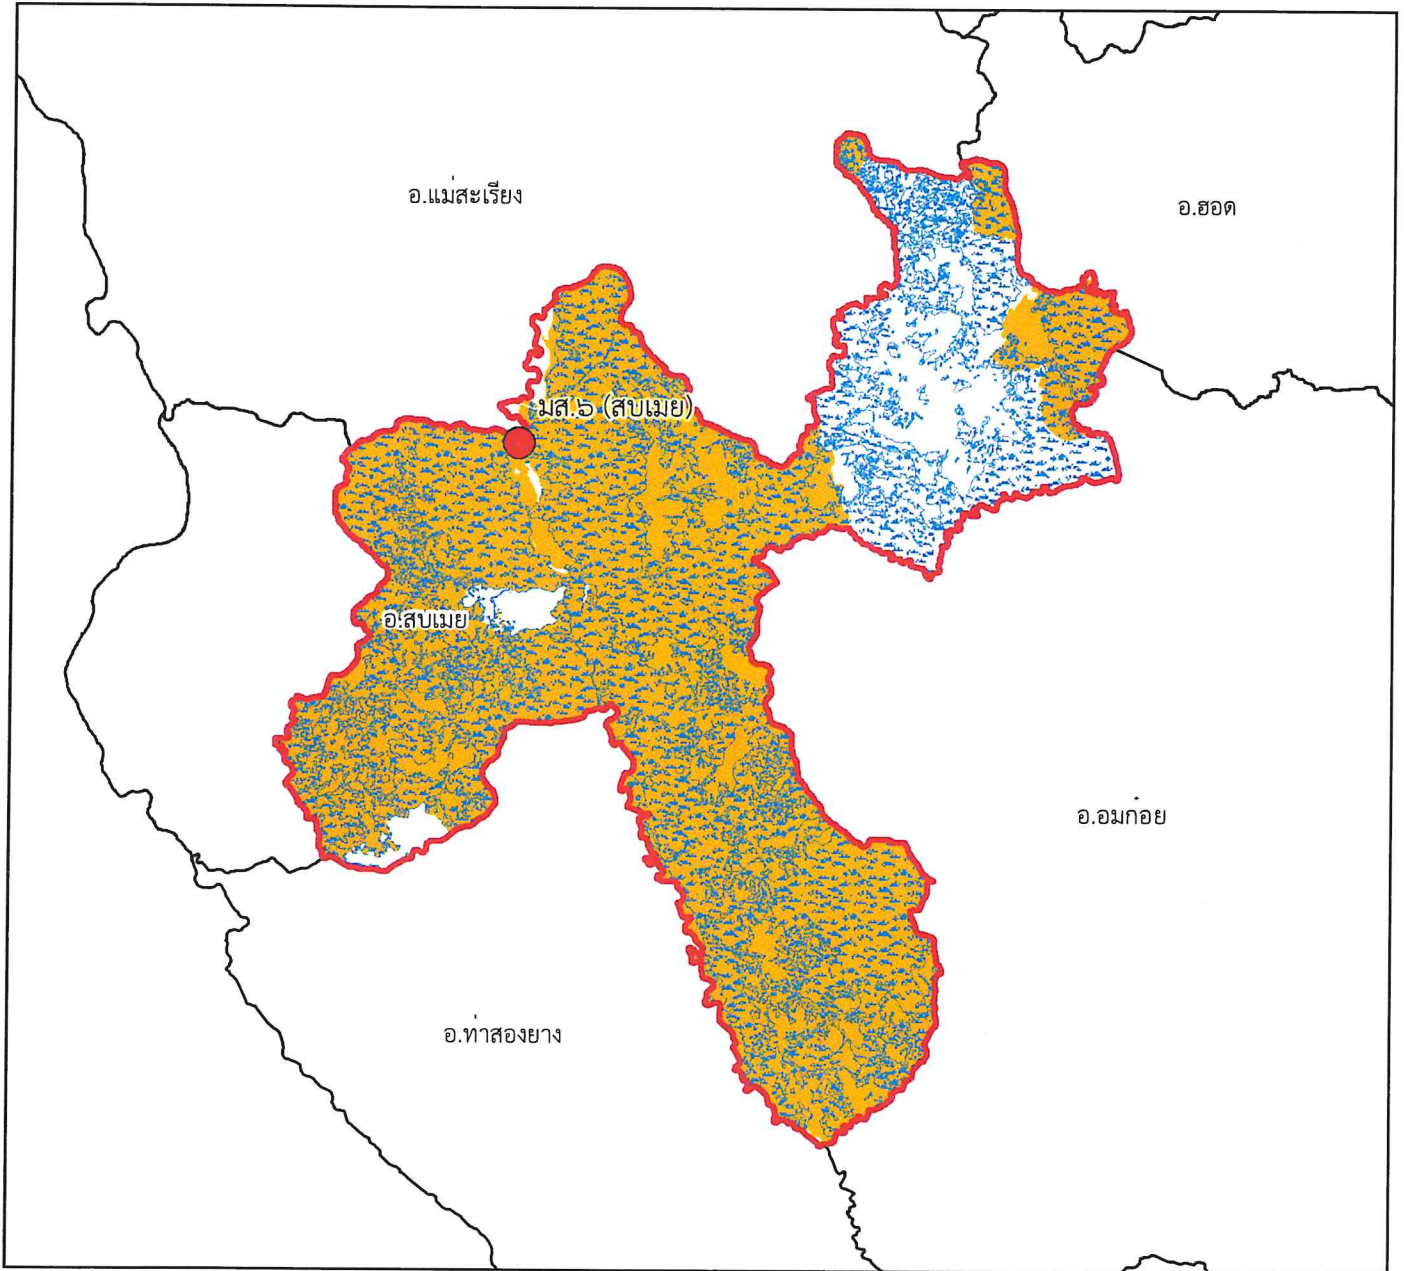 อ.แม่สะเรียง
อ.ฮอด
มส.๖ (สบเมย)
อ.สบเมย
อ.อมก๋อย
อ.ท่าสองยาง